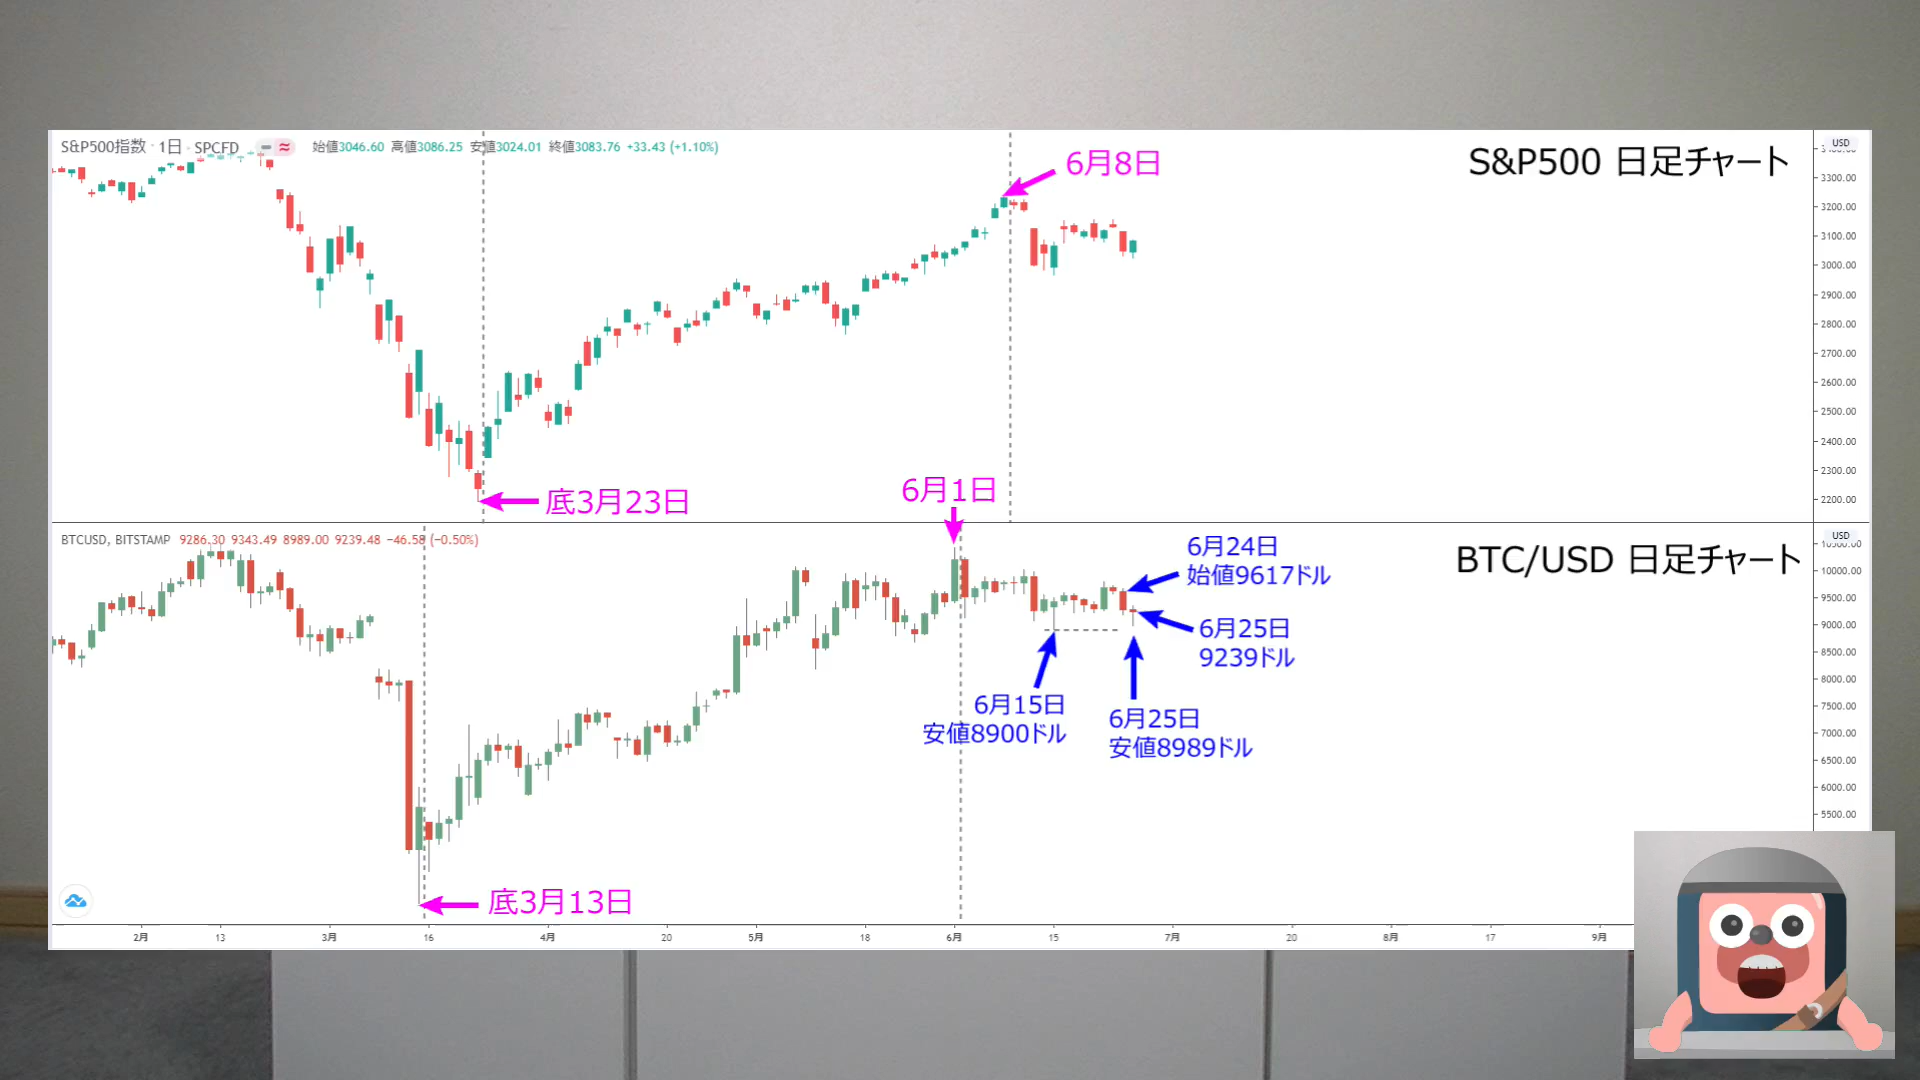 S&P500指数 · 1日 · SPCFD 始値3046.60 高値3086.25 安値3024.01 終値3083.76 +33.43 (+1.10%)
S&P500 日足チャート
USD
3300.00
3200.00
3100.00
3000.00
2900.00
2800.00
2700.00
2600.00
2500.00
2400.00
2300.00
2200.00
6月8日
底3月23日
6月1日
BTCUSD, BITSTAMP 9286.30 9343.49 8989.00 9239.48 −46.58 (−0.50%)
BTC/USD 日足チャート
USD
10500.00
10000.00
9500.00
9000.00
8500.00
8000.00
7500.00
7000.00
6500.00
6000.00
5500.00
6月24日
始値9617ドル
6月25日
9239ドル
6月15日
安値8900ドル
6月25日
安値8989ドル
底3月13日
2月 13 3月 16 4月 20 5月 18 6月 15 7月 20 8月 17 9月